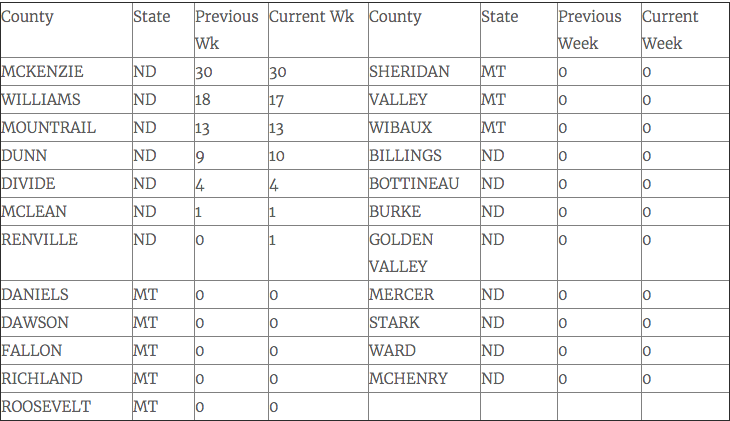 County State Previous Wk Current Wk County State Previous Week Current Week
MCKENZIE ND 30 30 SHERIDAN MT 0 0
WILLIAMS ND 18 17 VALLEY MT 0 0
MOUNTRAIL ND 13 13 WIBAUX MT 0 0
DUNN ND 9 10 BILLINGS ND 0 0
DIVIDE ND 4 4 BOTTINEAU ND 0 0
MCLEAN ND 1 1 BURKE ND 0 0
RENVILLE ND 0 1 GOLDEN VALLEY ND 0 0
DANIELS MT 0 0 MERCER ND 0 0
DAWSON MT 0 0 STARK ND 0 0
FALLON MT 0 0 WARD ND 0 0
RICHLAND MT 0 0 MCHENRY ND 0 0
ROOSEVELT MT 0 0